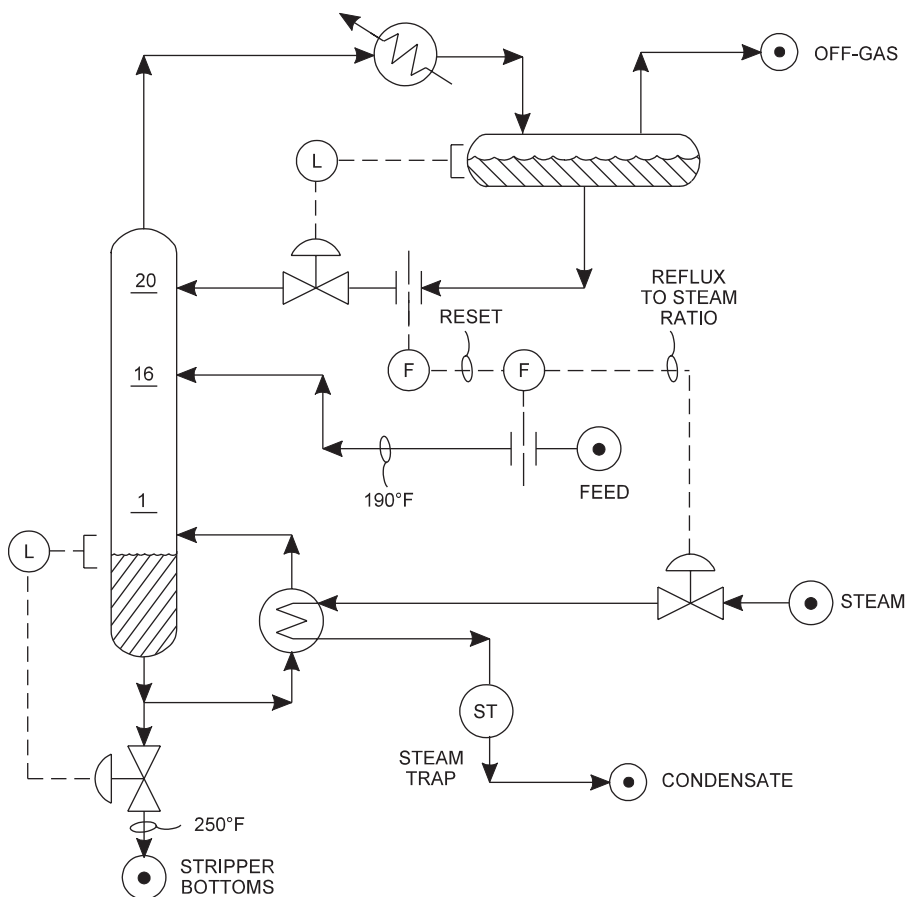 OFF-GAS
L
20
REFLUX
TO STEAM
RATIO
RESET
16
F
F
190°F
FEED
1
L
STEAM
ST
STEAM
TRAP
CONDENSATE
250°F
STRIPPER
BOTTOMS